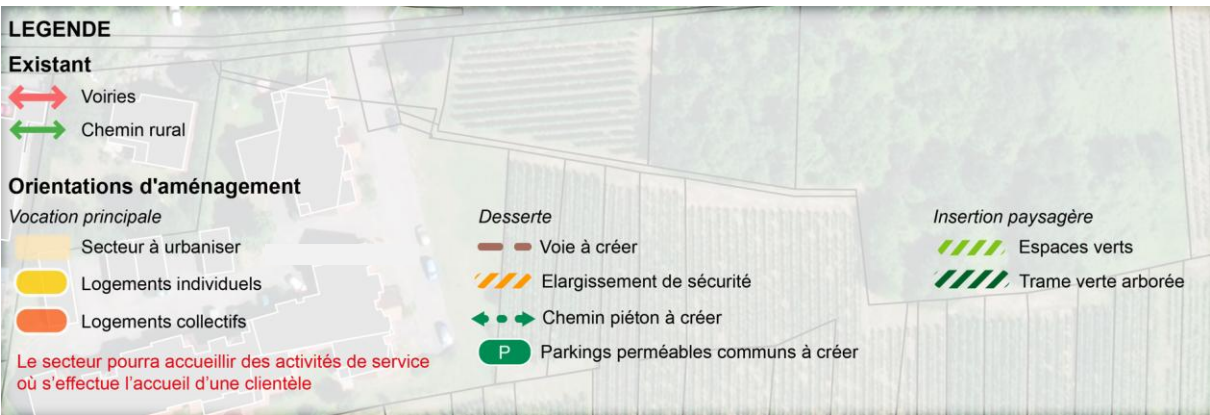 LEGENDE
Existant
Voiries
Chemin rural
Orientations d'aménagement
Vocation principale
Secteur à urbaniser
Logements individuels
Logements collectifs
Le secteur pourra accueillir des activités de service
où s'effectue l'accueil d'une clientèle
Desserte
Voie à créer
Elargissement de sécurité
Chemin piéton à créer
P Parkings perméables communs à créer
Insertion paysagère
Espaces verts
Trame verte arborée